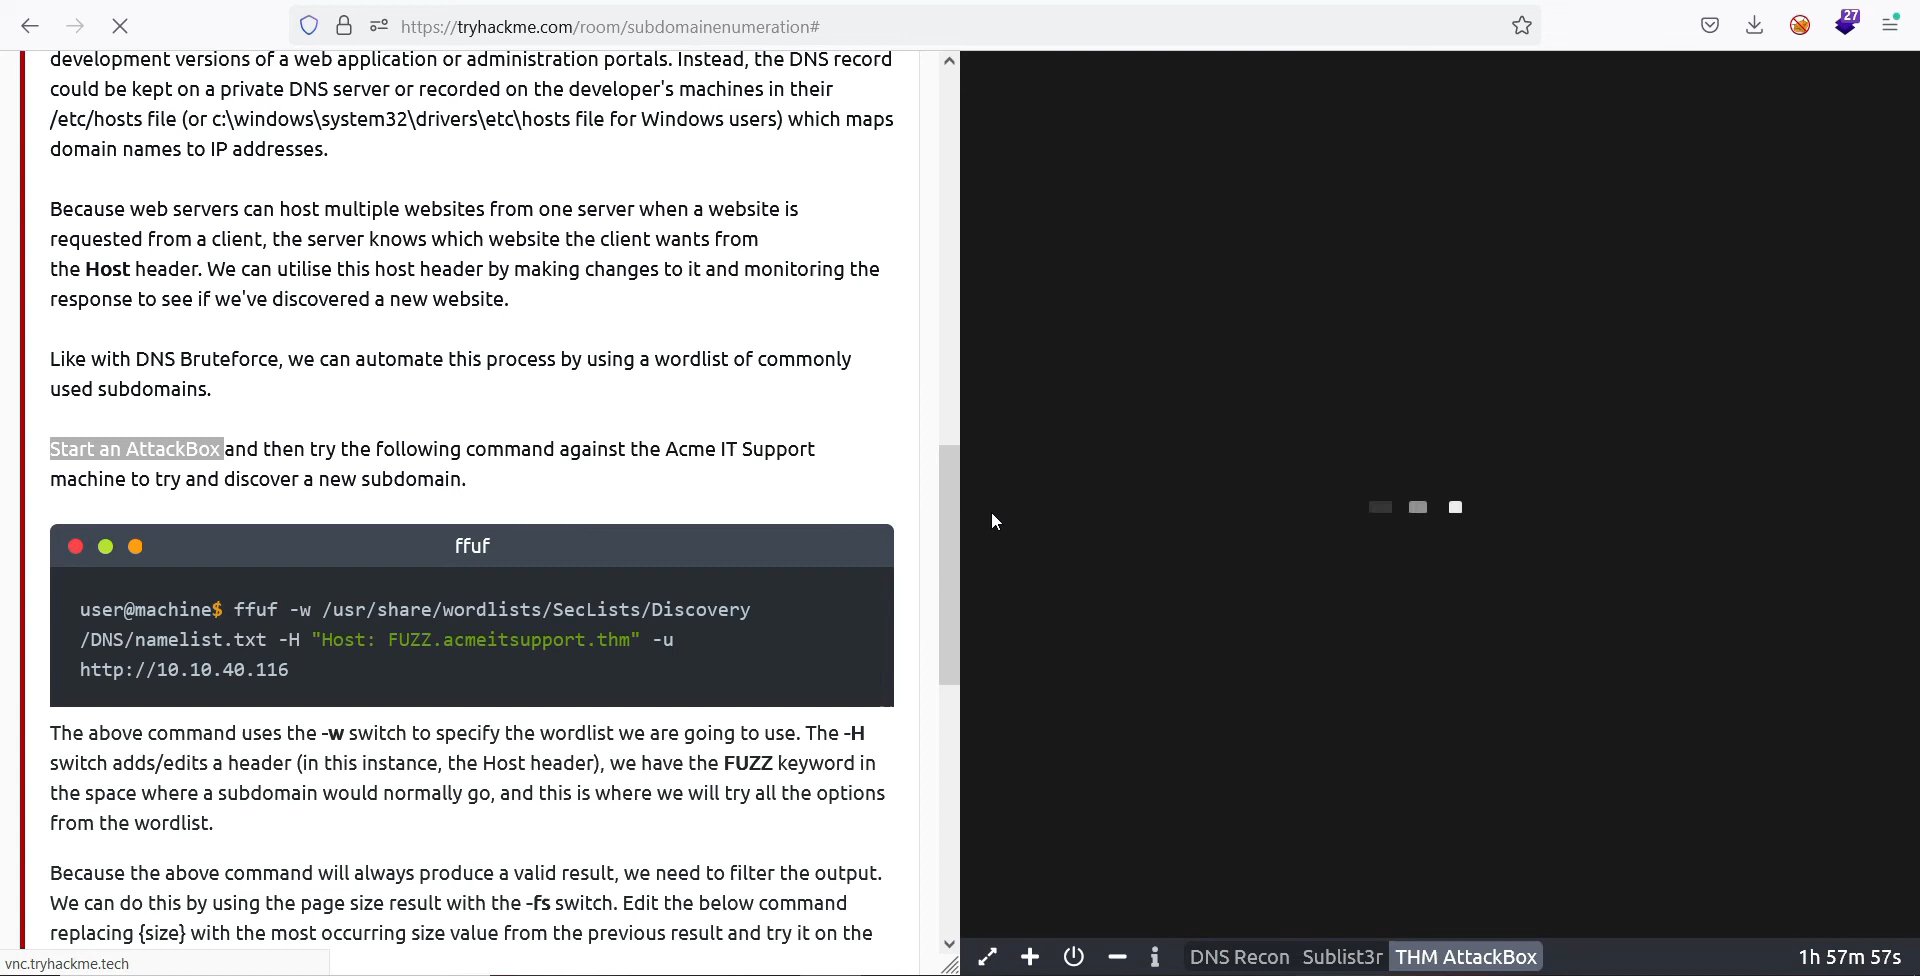 https://tryhackme.com/room/subdomainenumeration#
27
development versions of a web application or administration portals. Instead, the DNS record
could be kept on a private DNS server or recorded on the developer's machines in their
/etc/hosts file (or c:\windows\system32\drivers\etc\hosts file for Windows users) which maps
domain names to IP addresses.
Because web servers can host multiple websites from one server when a website is
requested from a client, the server knows which website the client wants from
the Host header. We can utilise this host header by making changes to it and monitoring the
response to see if we've discovered a new website.
Like with DNS Bruteforce, we can automate this process by using a wordlist of commonly
used subdomains.
Start an AttackBox and then try the following command against the Acme IT Support
machine to try and discover a new subdomain.
ffuf
user@machine$ ffuf -w /usr/share/wordlists/SecLists/Discovery
/DNS/namelist.txt -H "Host: FUZZ.acmeitsupport.thm" -u
http://10.10.40.116
The above command uses the -w switch to specify the wordlist we are going to use. The -H
switch adds/edits a header (in this instance, the Host header), we have the FUZZ keyword in
the space where a subdomain would normally go, and this is where we will try all the options
from the wordlist.
Because the above command will always produce a valid result, we need to filter the output.
We can do this by using the page size result with the -fs switch. Edit the below command
replacing {size} with the most occurring size value from the previous result and try it on the
vnc.tryhackme.tech
DNS Recon Sublist3r THM AttackBox 1h 57m 57s